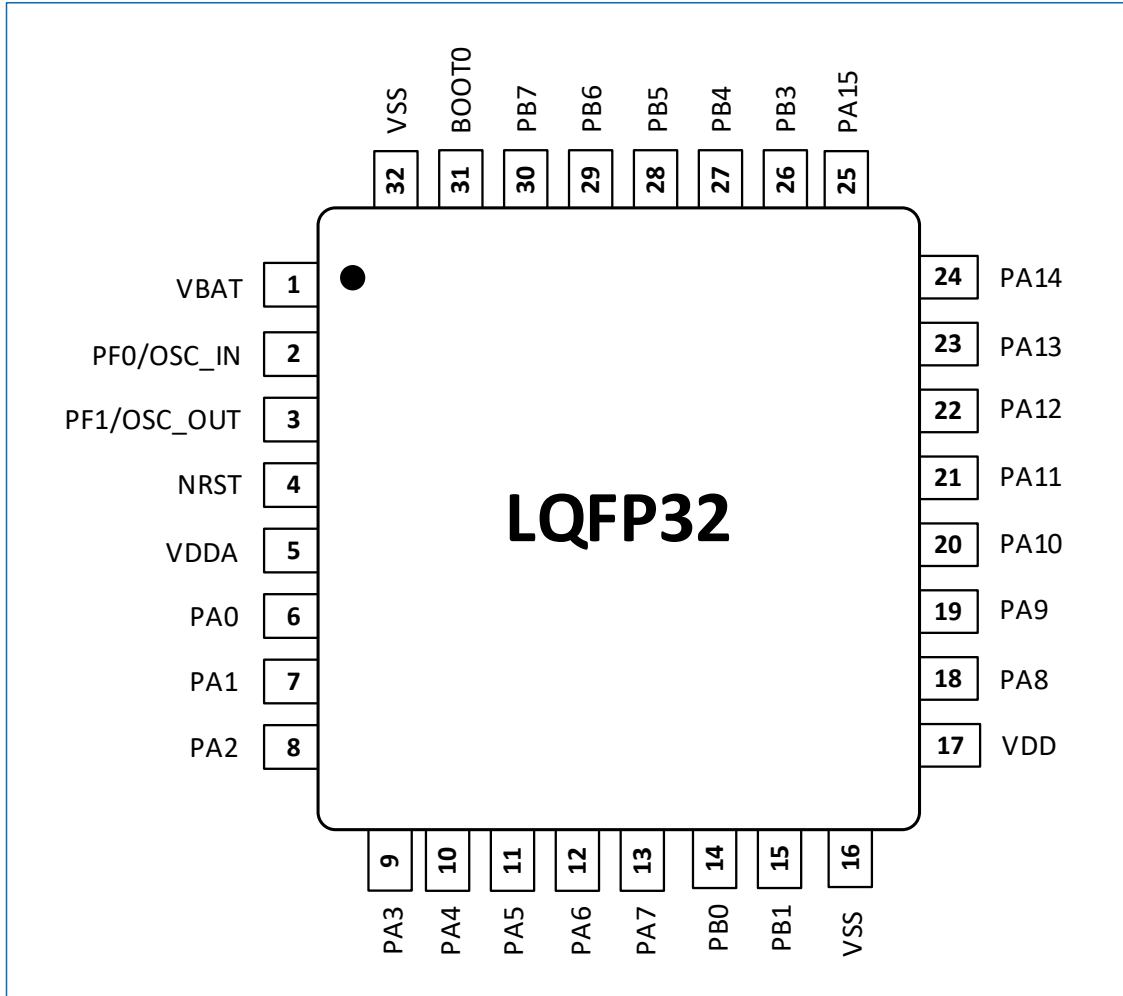 VSS
BOOT0
PB7
PB6
PB5
PB4
PB3
PA15
32
31
30
29
28
27
26
25
VBAT 1
PF0/OSC_IN 2
PF1/OSC_OUT 3
NRST 4
VDDA 5
PA0 6
PA1 7
PA2 8
LQFP32
24 PA14
23 PA13
22 PA12
21 PA11
20 PA10
19 PA9
18 PA8
17 VDD
9
10
11
12
13
14
15
16
PA3
PA4
PA5
PA6
PA7
PB0
PB1
VSS